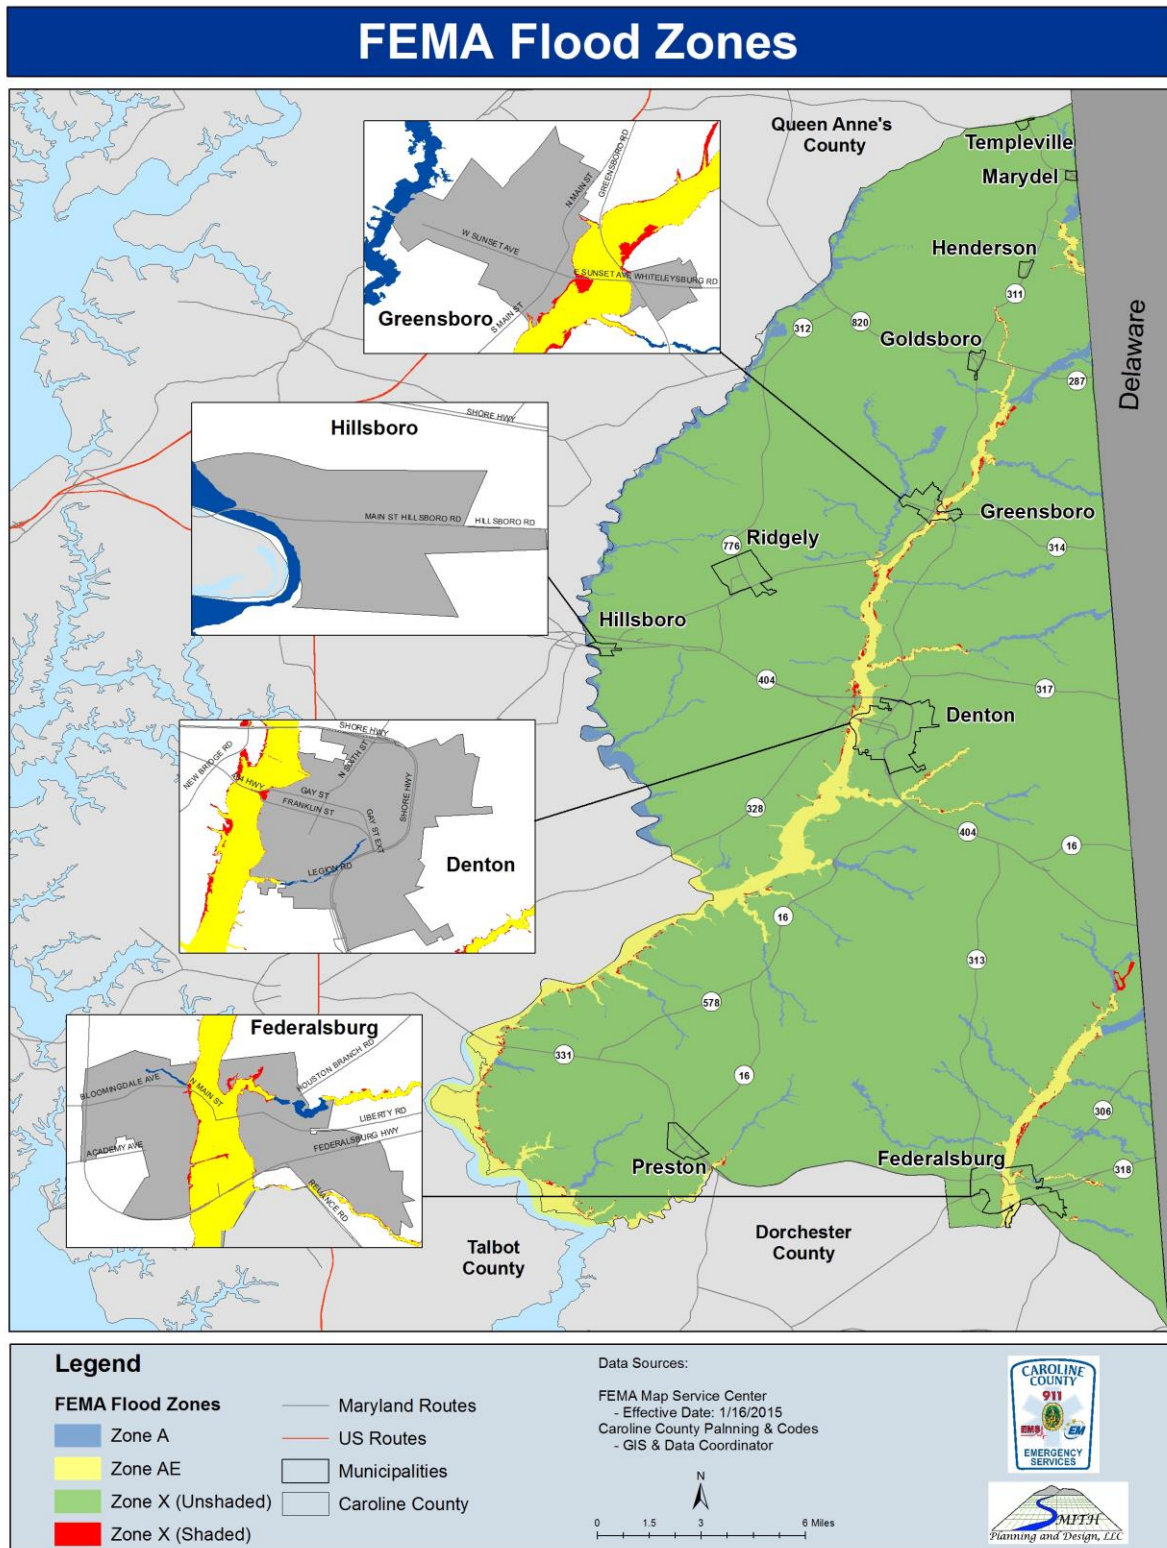 FEMA Flood Zones
Queen Anne's
County
Templeville
Marydel
Henderson
311
312
820
Goldsboro
287
Delaware
GREENSBORO RD
N MAIN ST
W SUNSET AVE
E SUNSET AVE WHITELEYSBURG RD
S MAIN ST
Greensboro
SHORE HWY
Hillsboro
MAIN ST HILLSBORO RD
HILLSBORO RD
Greensboro
314
776
Ridgely
Hillsboro
404
317
Denton
SHORE HWY
NEW BRIDGE RD
N SIXTH ST
404 HWY
GAY ST
FRANKLIN ST
SHORE HWY
GAY ST EXT
LEGION RD
Denton
328
404
16
16
313
578
331
16
306
318
Federalsburg
HOUSTON BRANCH RD
BLOOMINGDALE AVE
N MAIN ST
LIBERTY RD
FEDERALSBURG HWY
ACADEMY AVE
RELIANCE RD
Preston
Federalsburg
Talbot
County
Dorchester
County
Legend
FEMA Flood Zones
Zone A
Zone AE
Zone X (Unshaded)
Zone X (Shaded)
Maryland Routes
US Routes
Municipalities
Caroline County
Data Sources:
FEMA Map Service Center
- Effective Date: 1/16/2015
Caroline County Palnning & Codes
- GIS & Data Coordinator
N
0 1.5 3 6 Miles
CAROLINE
COUNTY
911
EMS
EM
EMERGENCY
SERVICES
SMITH
Planning and Design, LLC